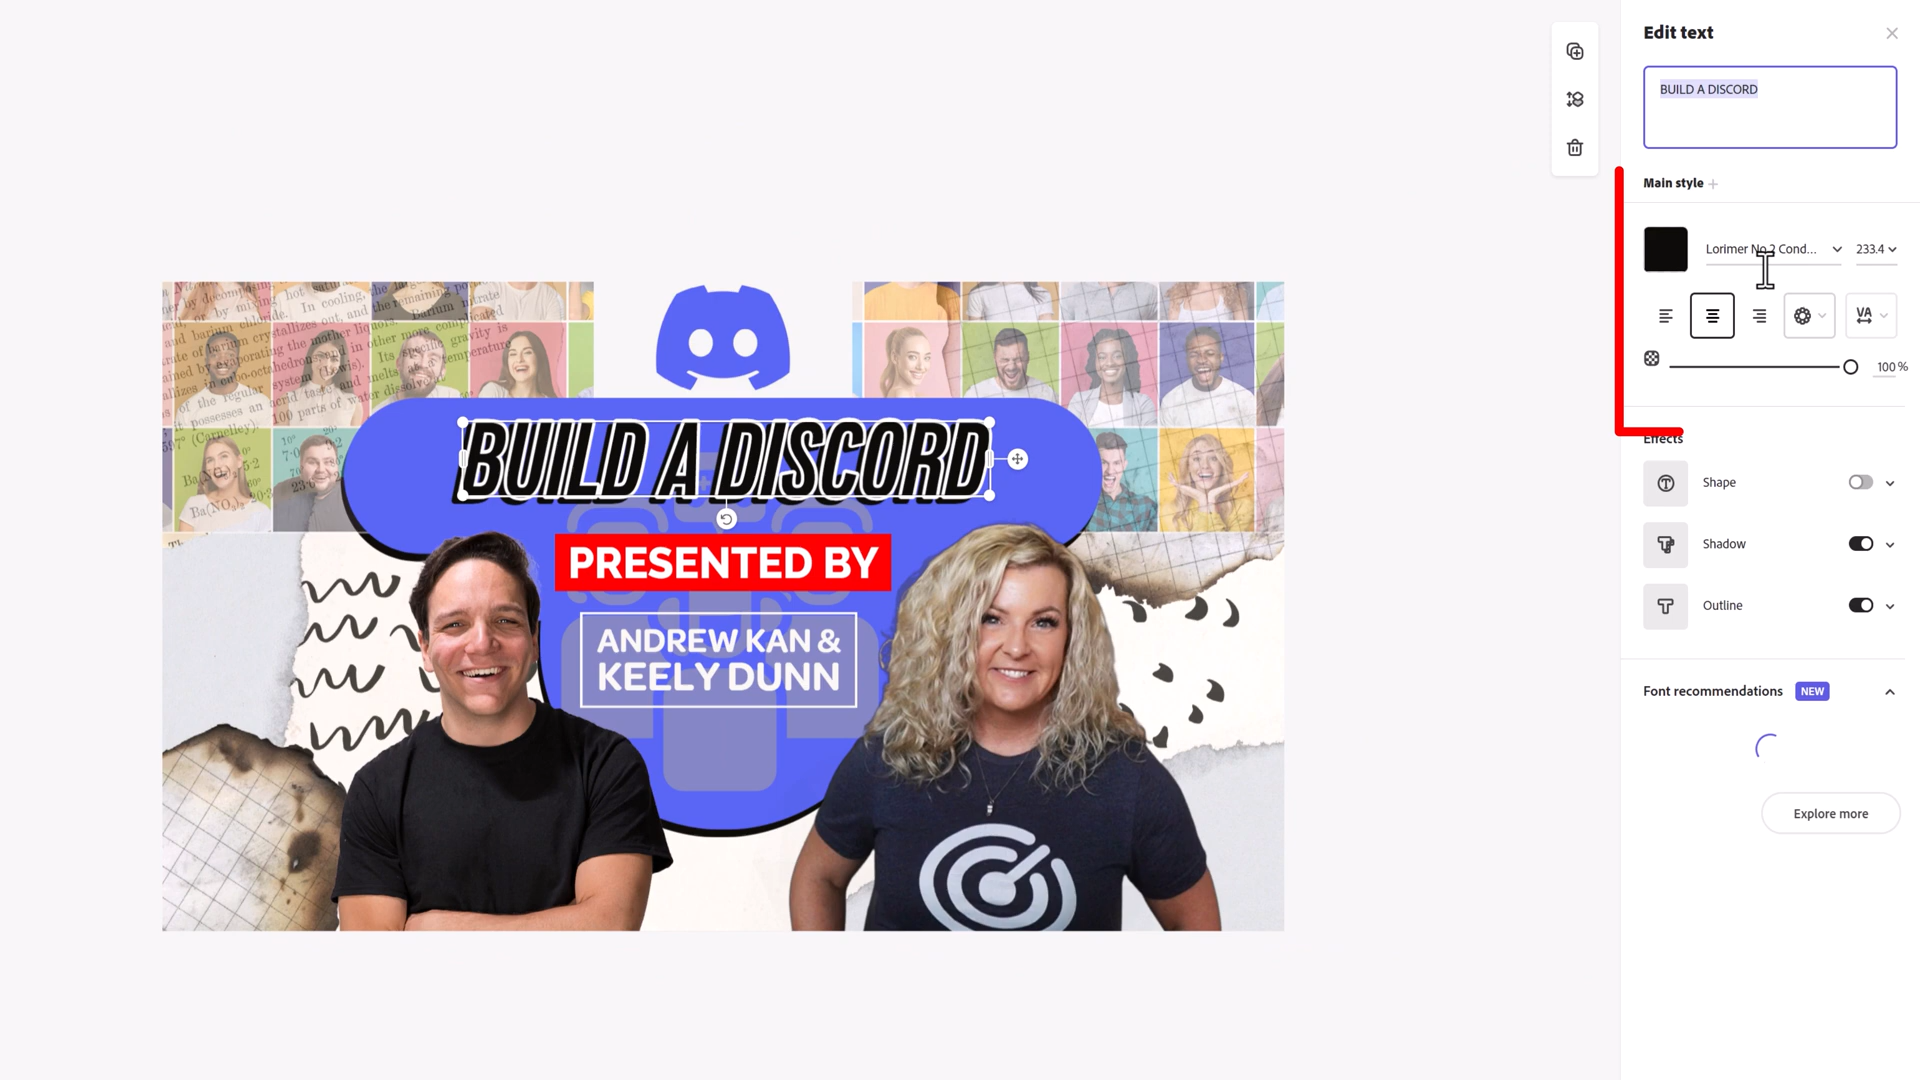 Edit text
BUILD A DISCORD
Main style
Lorimer No 2 Cond...
233.4
VA
100 %
Effects
Shape
Shadow
Outline
Font recommendations NEW
Explore more
BUILD A DISCORD
PRESENTED BY
ANDREW KAN &
KEELY DUNN